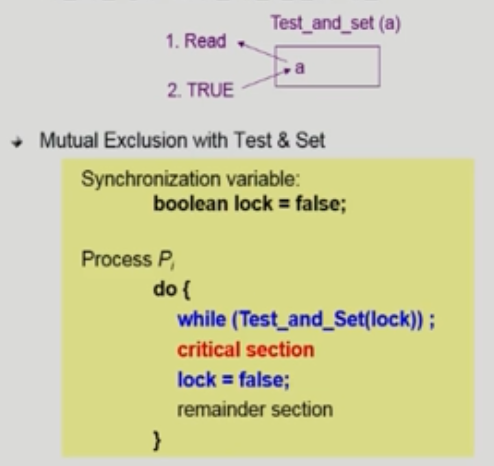 Test_and_set (a)
1. Read
a
2. TRUE
Mutual Exclusion with Test & Set
Synchronization variable:
boolean lock = false;
Process Pi
do {
while (Test_and_Set(lock)) ;
critical section
lock = false;
remainder section
}